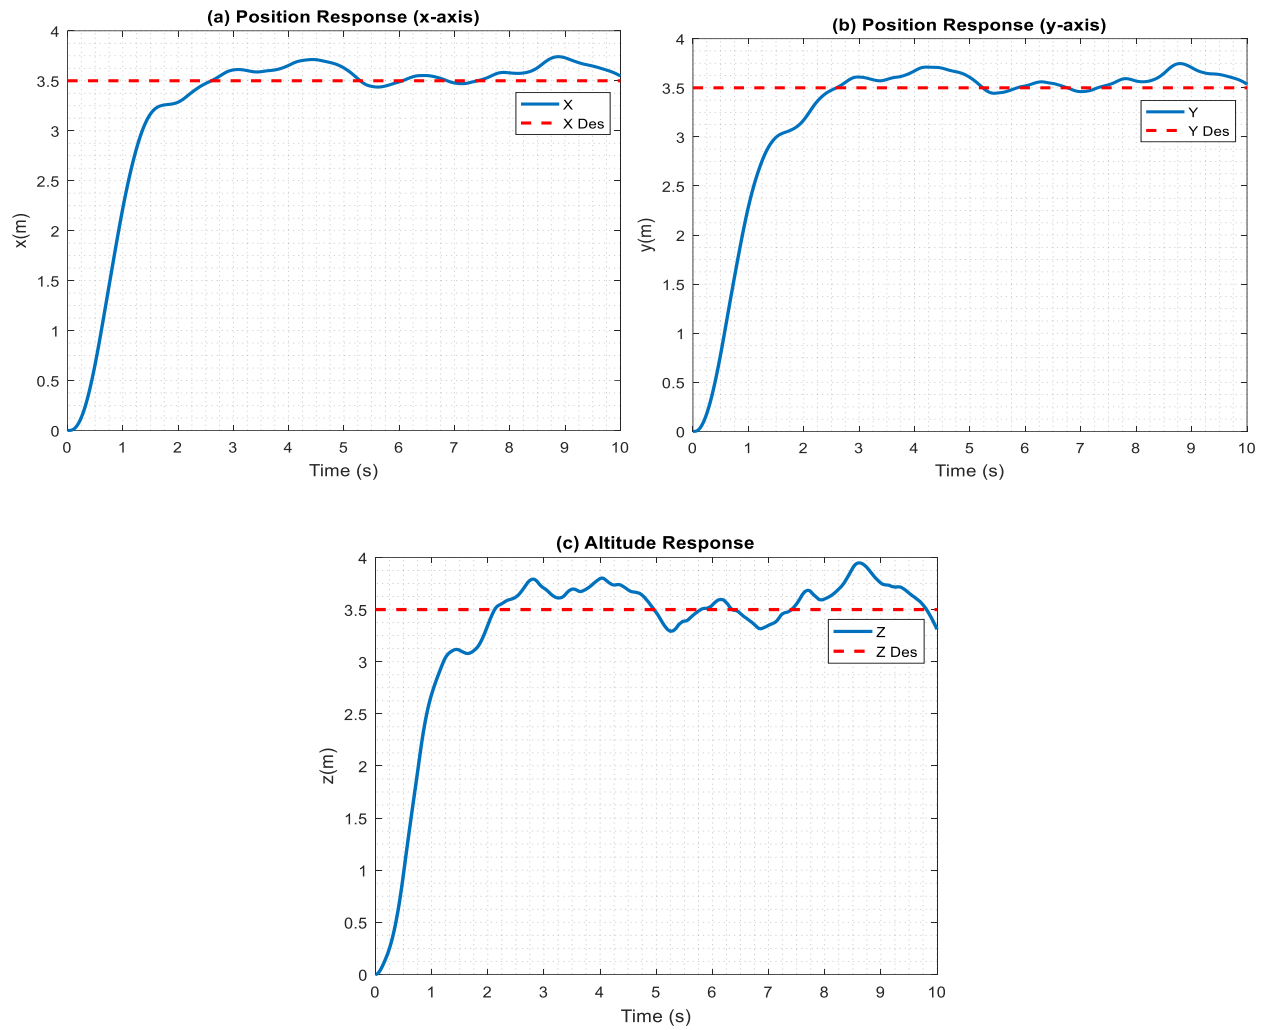 (a) Position Response (x-axis)
4
3.5
3
2.5
2
1.5
1
0.5
0
x(m)
0 1 2 3 4 5 6 7 8 9 10
Time (s)
X
X Des
(b) Position Response (y-axis)
4
3.5
3
2.5
2
1.5
1
0.5
0
y(m)
0 1 2 3 4 5 6 7 8 9 10
Time (s)
Y
Y Des
(c) Altitude Response
4
3.5
3
2.5
2
1.5
1
0.5
0
z(m)
0 1 2 3 4 5 6 7 8 9 10
Time (s)
Z
Z Des